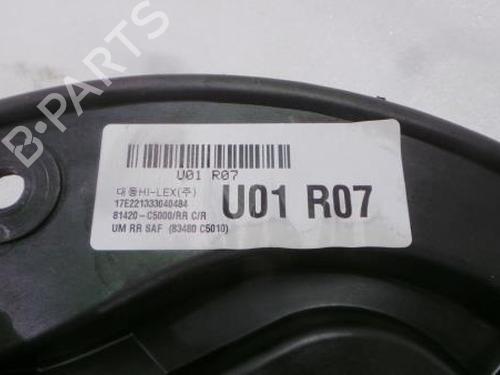 U01 R07
대동HI-LEX(주)
17E221333040484
81420-C5000/RR C/R
UM RR SAF (83480 C5010)
U01 R07
B-PARTS